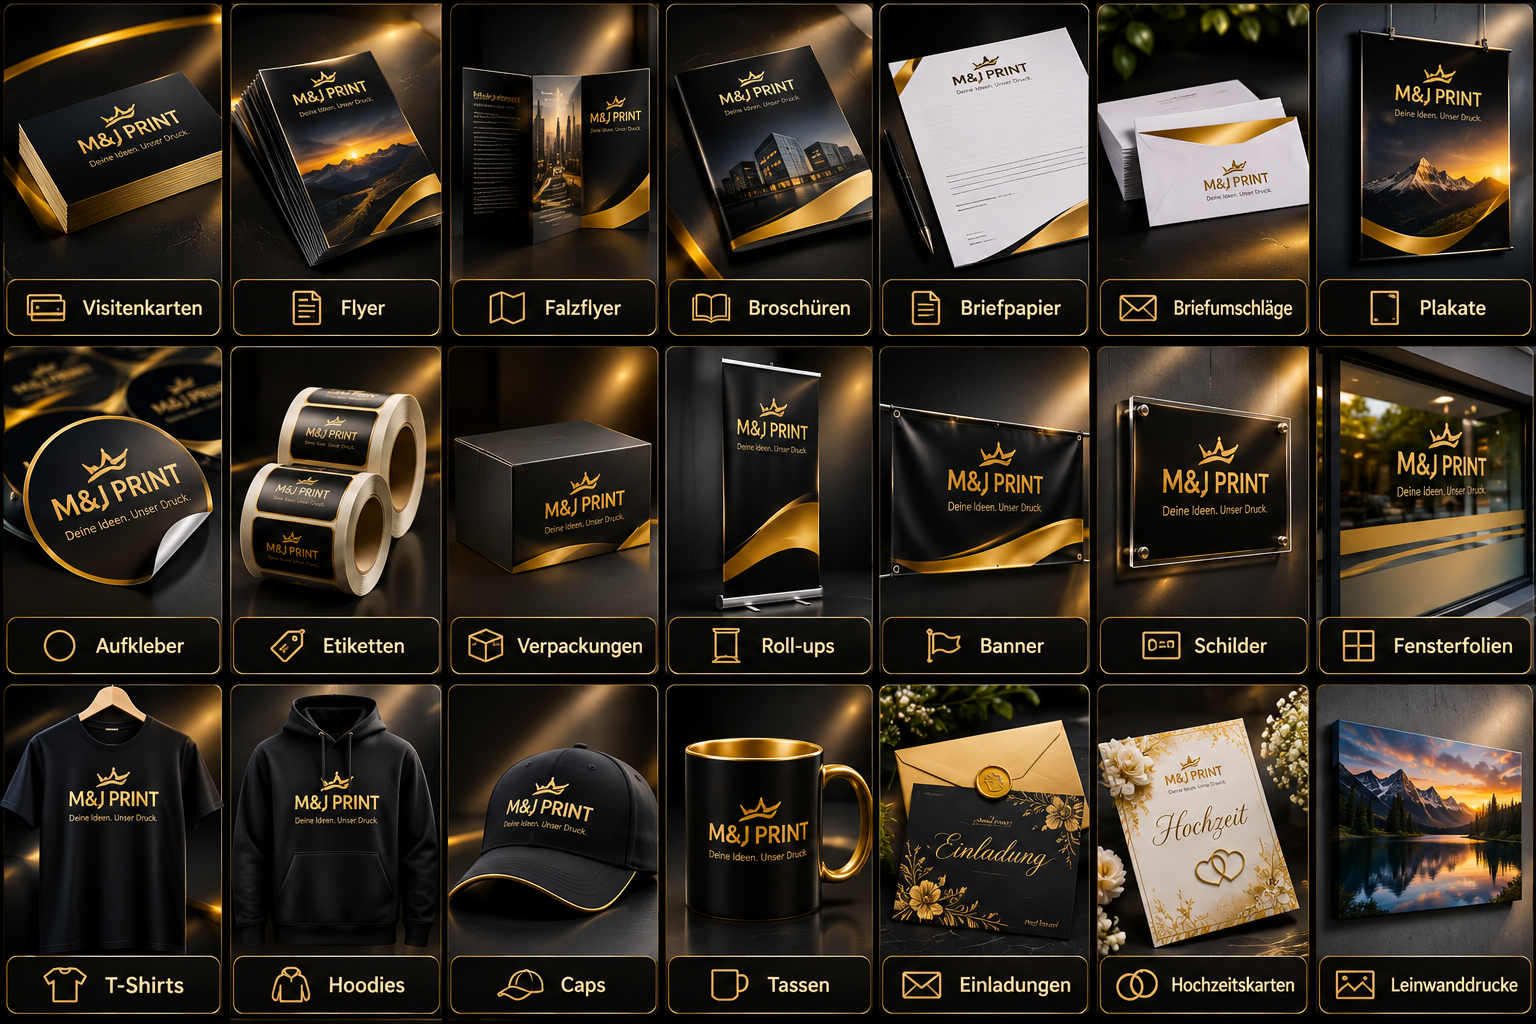 M&J PRINT
Deine Ideen. Unser Druck.
Visitenkarten
M&J PRINT
Deine Ideen. Unser Druck.
Flyer
M&J PRINT
Deine Ideen. Unser Druck.
Falzflyer
M&J PRINT
Deine Ideen. Unser Druck.
Broschüren
M&J PRINT
Deine Ideen. Unser Druck.
Briefpapier
M&J PRINT
Deine Ideen. Unser Druck.
Briefumschläge
M&J PRINT
Deine Ideen. Unser Druck.
Plakate
M&J PRINT
M&J PRINT
M&J PRINT
Deine Ideen. Unser Druck.
Aufkleber
M&J PRINT
M&J PRINT
M&J PRINT
Etiketten
M&J PRINT
Deine Ideen. Unser Druck.
Verpackungen
M&J PRINT
Deine Ideen. Unser Druck.
Roll-ups
M&J PRINT
Deine Ideen. Unser Druck.
Banner
M&J PRINT
Deine Ideen. Unser Druck.
Schilder
M&J PRINT
Deine Ideen. Unser Druck.
Fensterfolien
M&J PRINT
Deine Ideen. Unser Druck.
T-Shirts
M&J PRINT
Deine Ideen. Unser Druck.
Hoodies
M&J PRINT
Deine Ideen. Unser Druck.
Caps
M&J PRINT
Deine Ideen. Unser Druck
Tassen
Einladung
Einladungen
M&J PRINT
Hochzeit
Hochzeitskarten
Leinwanddrucke